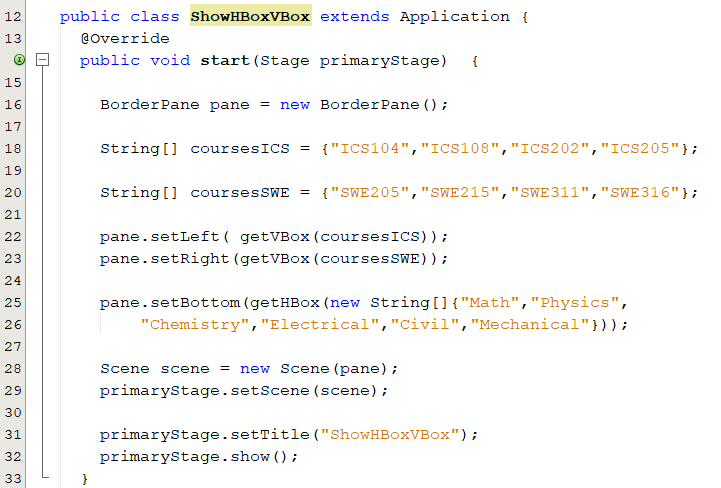 12 public class ShowHBoxVBox extends Application {
13 @Override
public void start(Stage primaryStage) {
15
16 BorderPane pane = new BorderPane();
17
18 String[] coursesICS = {"ICS104","ICS108","ICS202","ICS205"};
19
20 String[] coursesSWE = {"SWE205","SWE215","SWE311","SWE316"};
21
22 pane.setLeft( getVBox(coursesICS));
23 pane.setRight(getVBox(coursesSWE));
24
25 pane.setBottom(getHBox(new String[]{"Math","Physics",
26 "Chemistry","Electrical","Civil","Mechanical"}));
27
28 Scene scene = new Scene(pane);
29 primaryStage.setScene(scene);
30
31 primaryStage.setTitle("ShowHBoxVBox");
32 primaryStage.show();
33 }